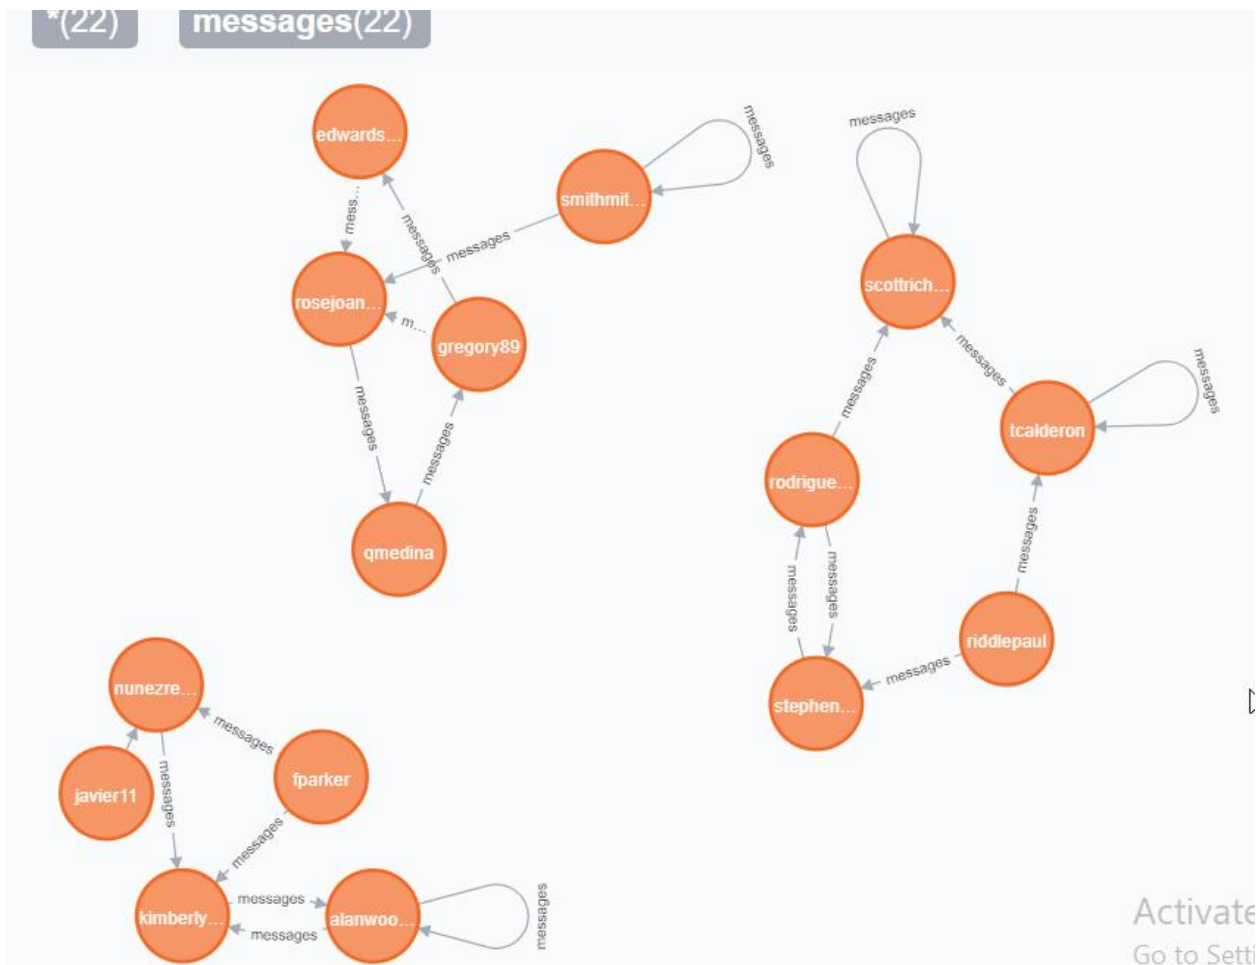 *(22) messages(22)
edwards...
messages
messages
smithmit...
mess...
messages
messages
scottrich...
rosejoan...
m...
gregory89
messages
messages
messages
tcalderon
messages
messages
rodrigue...
messages
qmedina
messages
messages
messages
nunezre...
riddlepaul
messages
messages
stephen...
javier11
messages
fparker
messages
kimberly...
messages
alanwoo...
messages
messages
Activate
Go to Setti